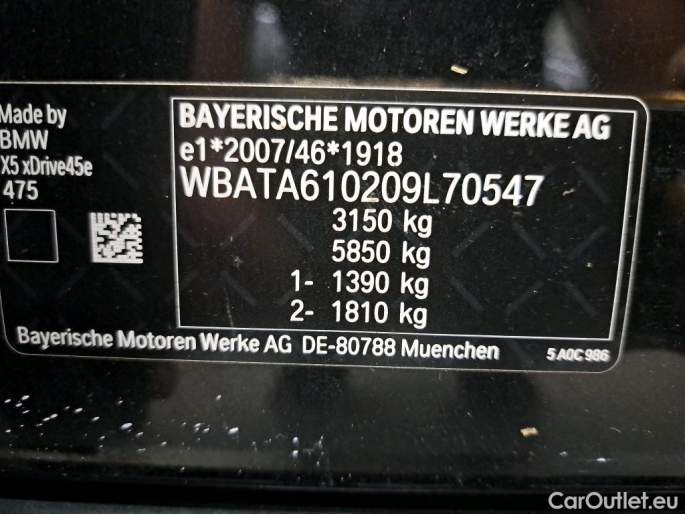 Made by
BMW
X5 xDrive45e
475
BAYERISCHE MOTOREN WERKE AG
e1*2007/46*1918
WBATA610209L70547
3150 kg
5850 kg
1- 1390 kg
2- 1810 kg
Bayerische Motoren Werke AG DE-80788 Muenchen
5 A0C 986
CarOutlet.eu